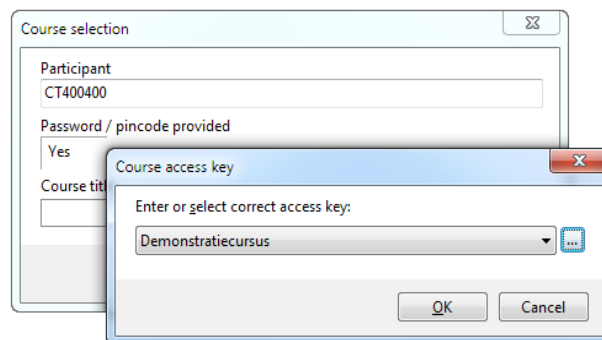 Course selection
Participant
CT400400
Password / pincode provided
Yes
Course titl
Course access key
Enter or select correct access key:
Demonstratiecursus
...
OK
Cancel